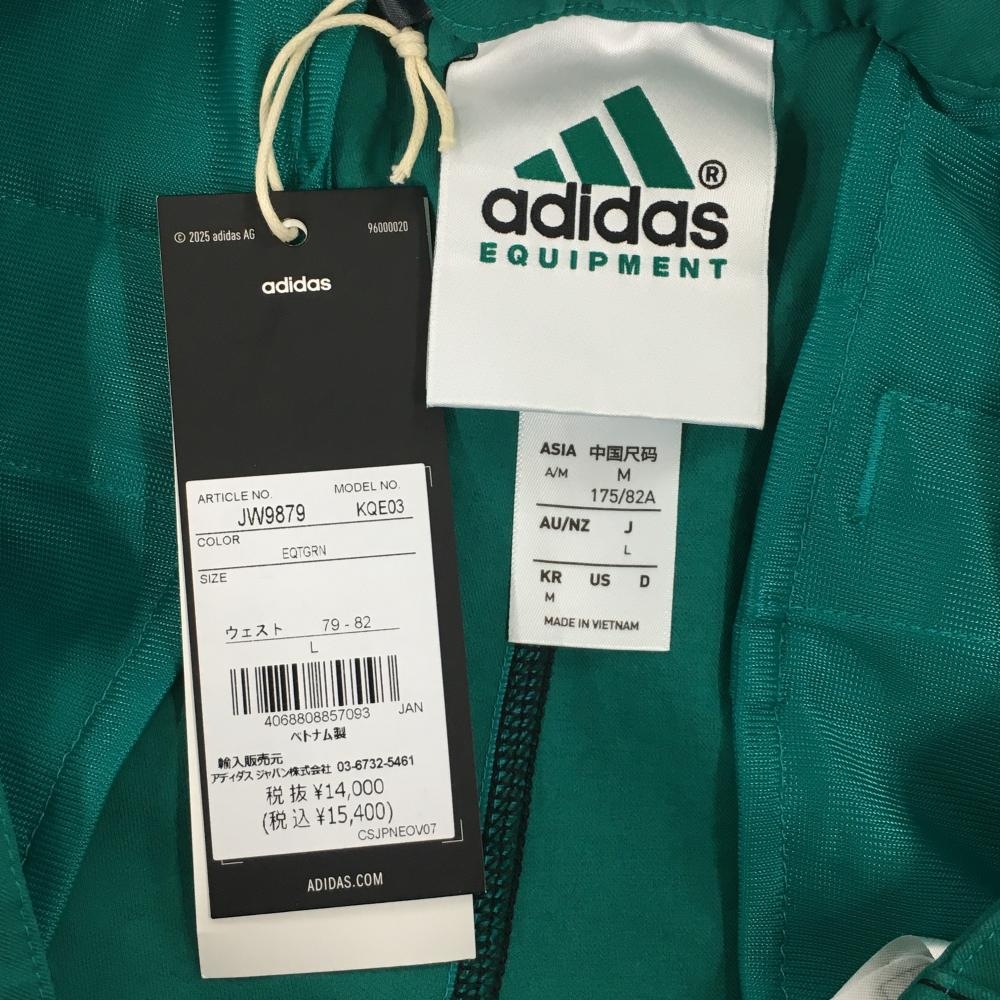 © 2025 adidas AG 96000020
adidas
ARTICLE NO. MODEL NO.
JW9879 KQE03
COLOR
EQTGRN
SIZE
ウェスト 79 - 82
L
4068808857093 JAN
ベトナム製
輸入販売元
アディダス ジャパン株式会社 03-6732-5461
税抜 ¥14,000
(税込 ¥15,400)
CSJPNEOV07
ADIDAS.COM
adidas®
EQUIPMENT
ASIA 中国尺码
A/M M
175/82A
AU/NZ J
L
KR US D
M
MADE IN VIETNAM